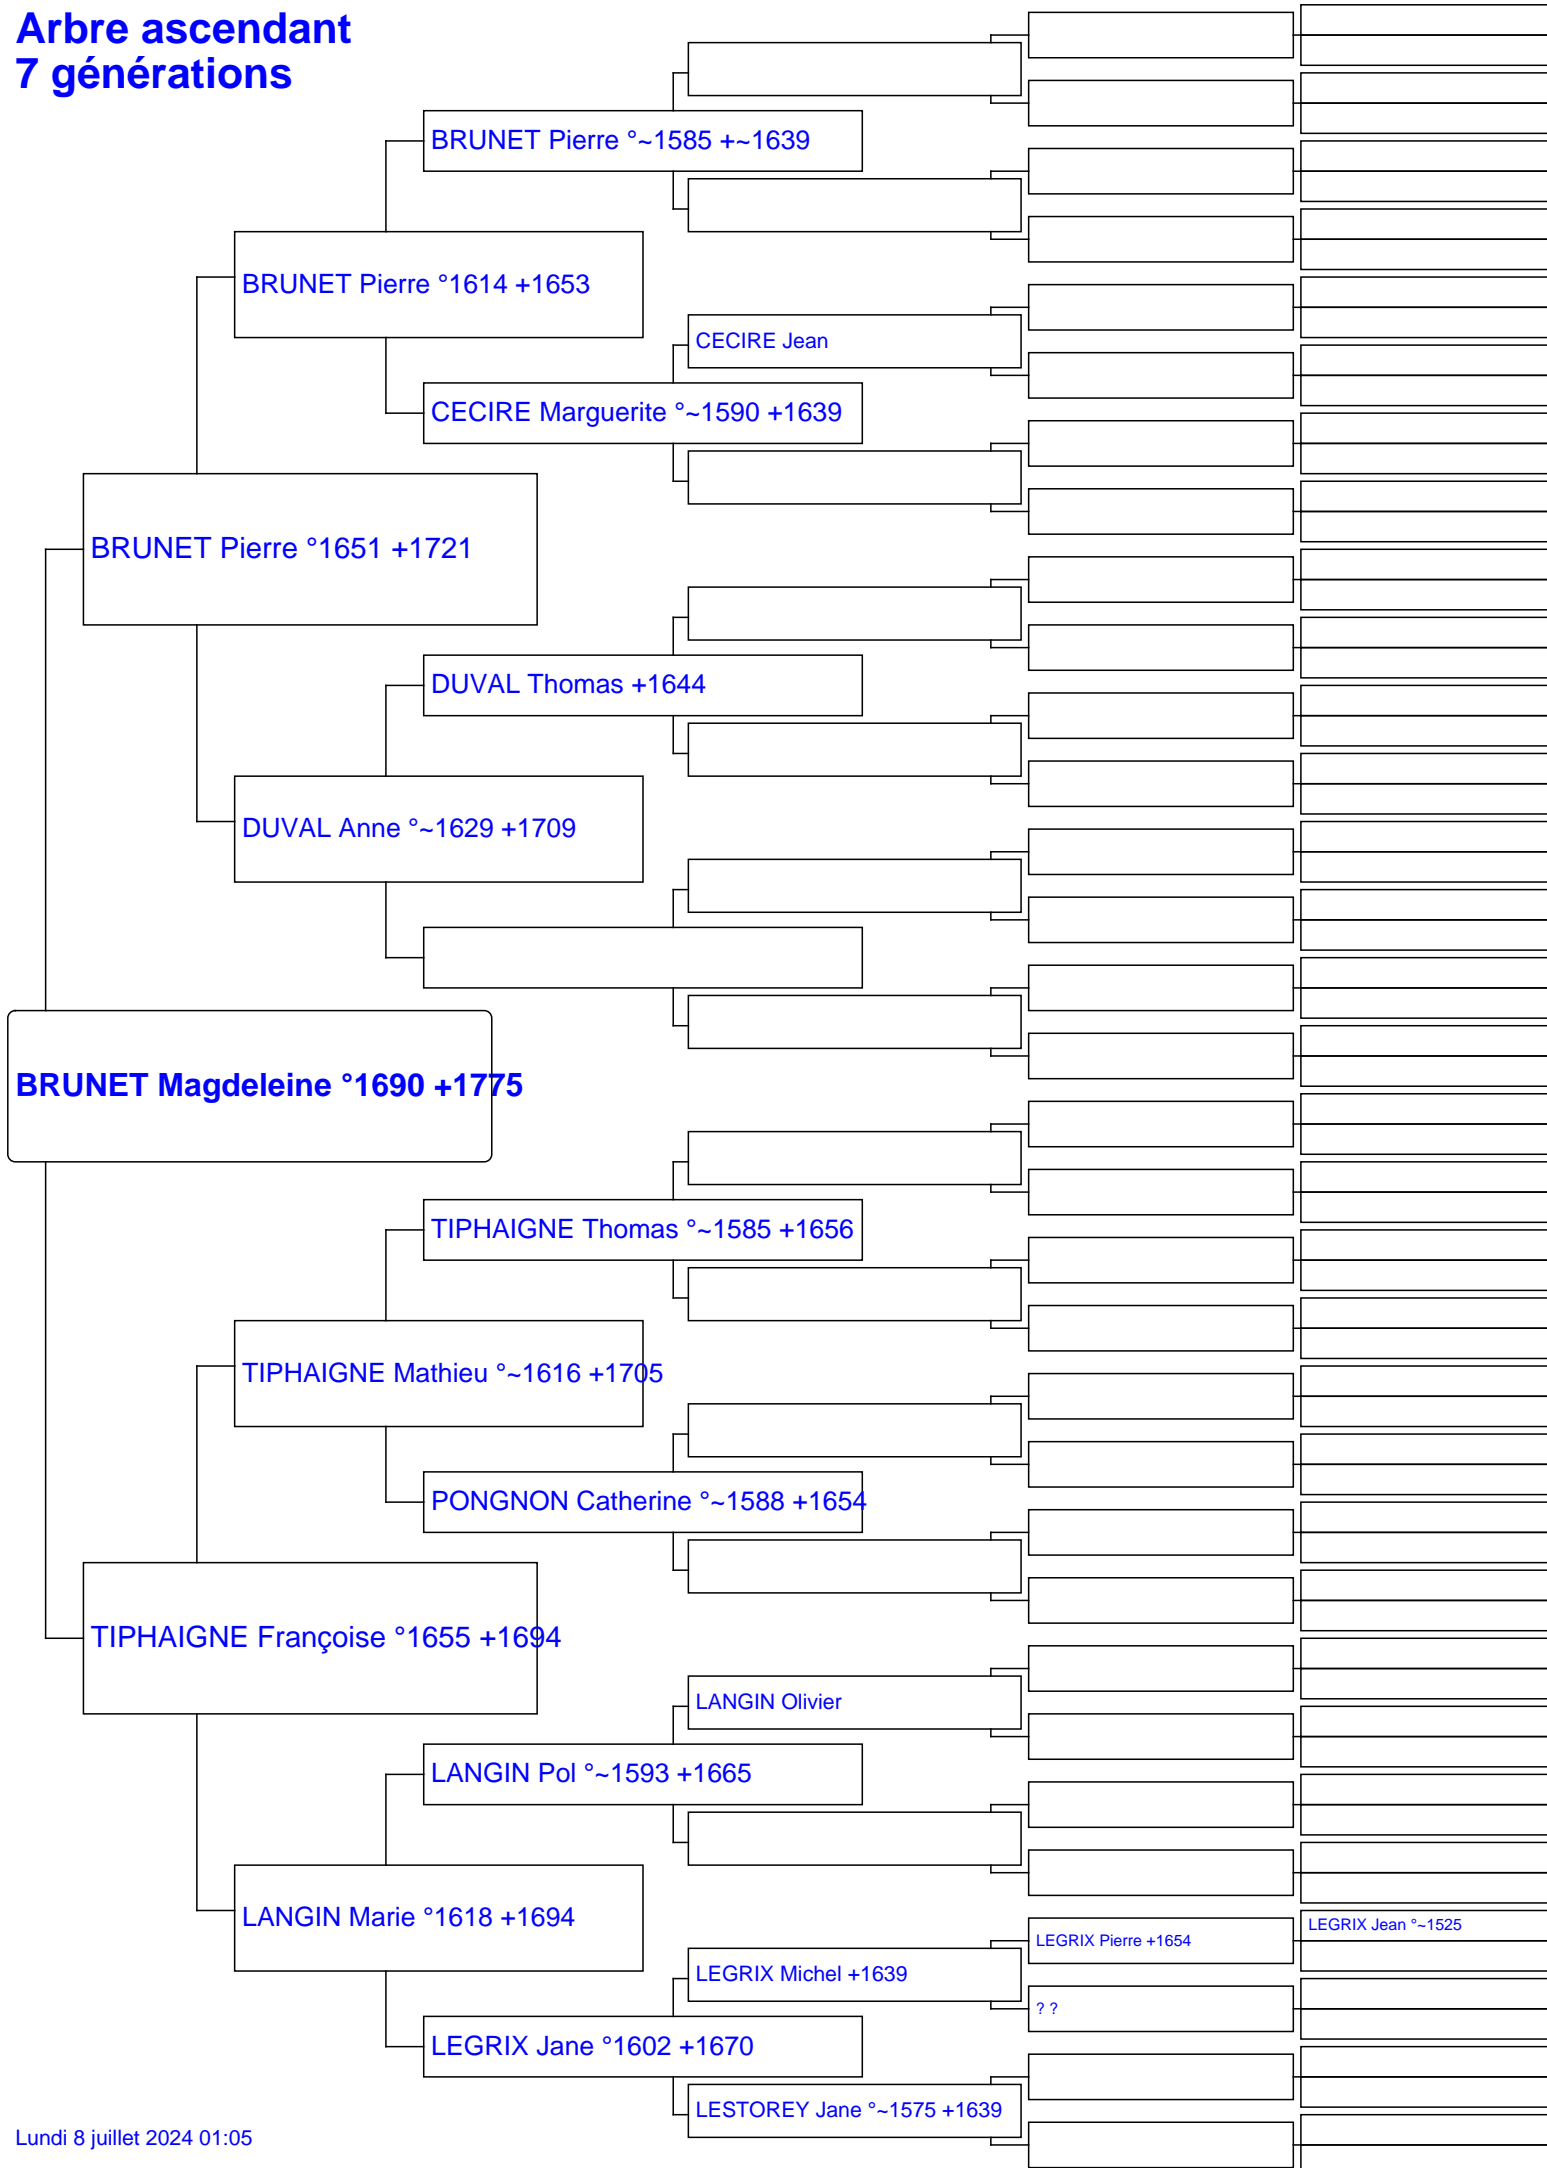 Arbre ascendant
7 générations
BRUNET Pierre °~1585 +~1639
BRUNET Pierre °1614 +1653
CECIRE Jean
CECIRE Marguerite °~1590 +1639
BRUNET Pierre °1651 +1721
DUVAL Thomas +1644
DUVAL Anne °~1629 +1709
BRUNET Magdeleine °1690 +1775
TIPHAIGNE Thomas °~1585 +1656
TIPHAIGNE Mathieu °~1616 +1705
PONGNON Catherine °~1588 +1654
TIPHAIGNE Françoise °1655 +1694
LANGIN Olivier
LANGIN Pol °~1593 +1665
LANGIN Marie °1618 +1694
LEGRIX Jean °~1525
LEGRIX Pierre +1654
LEGRIX Michel +1639
? ?
LEGRIX Jane °1602 +1670
LESTOREY Jane °~1575 +1639
Lundi 8 juillet 2024 01:05